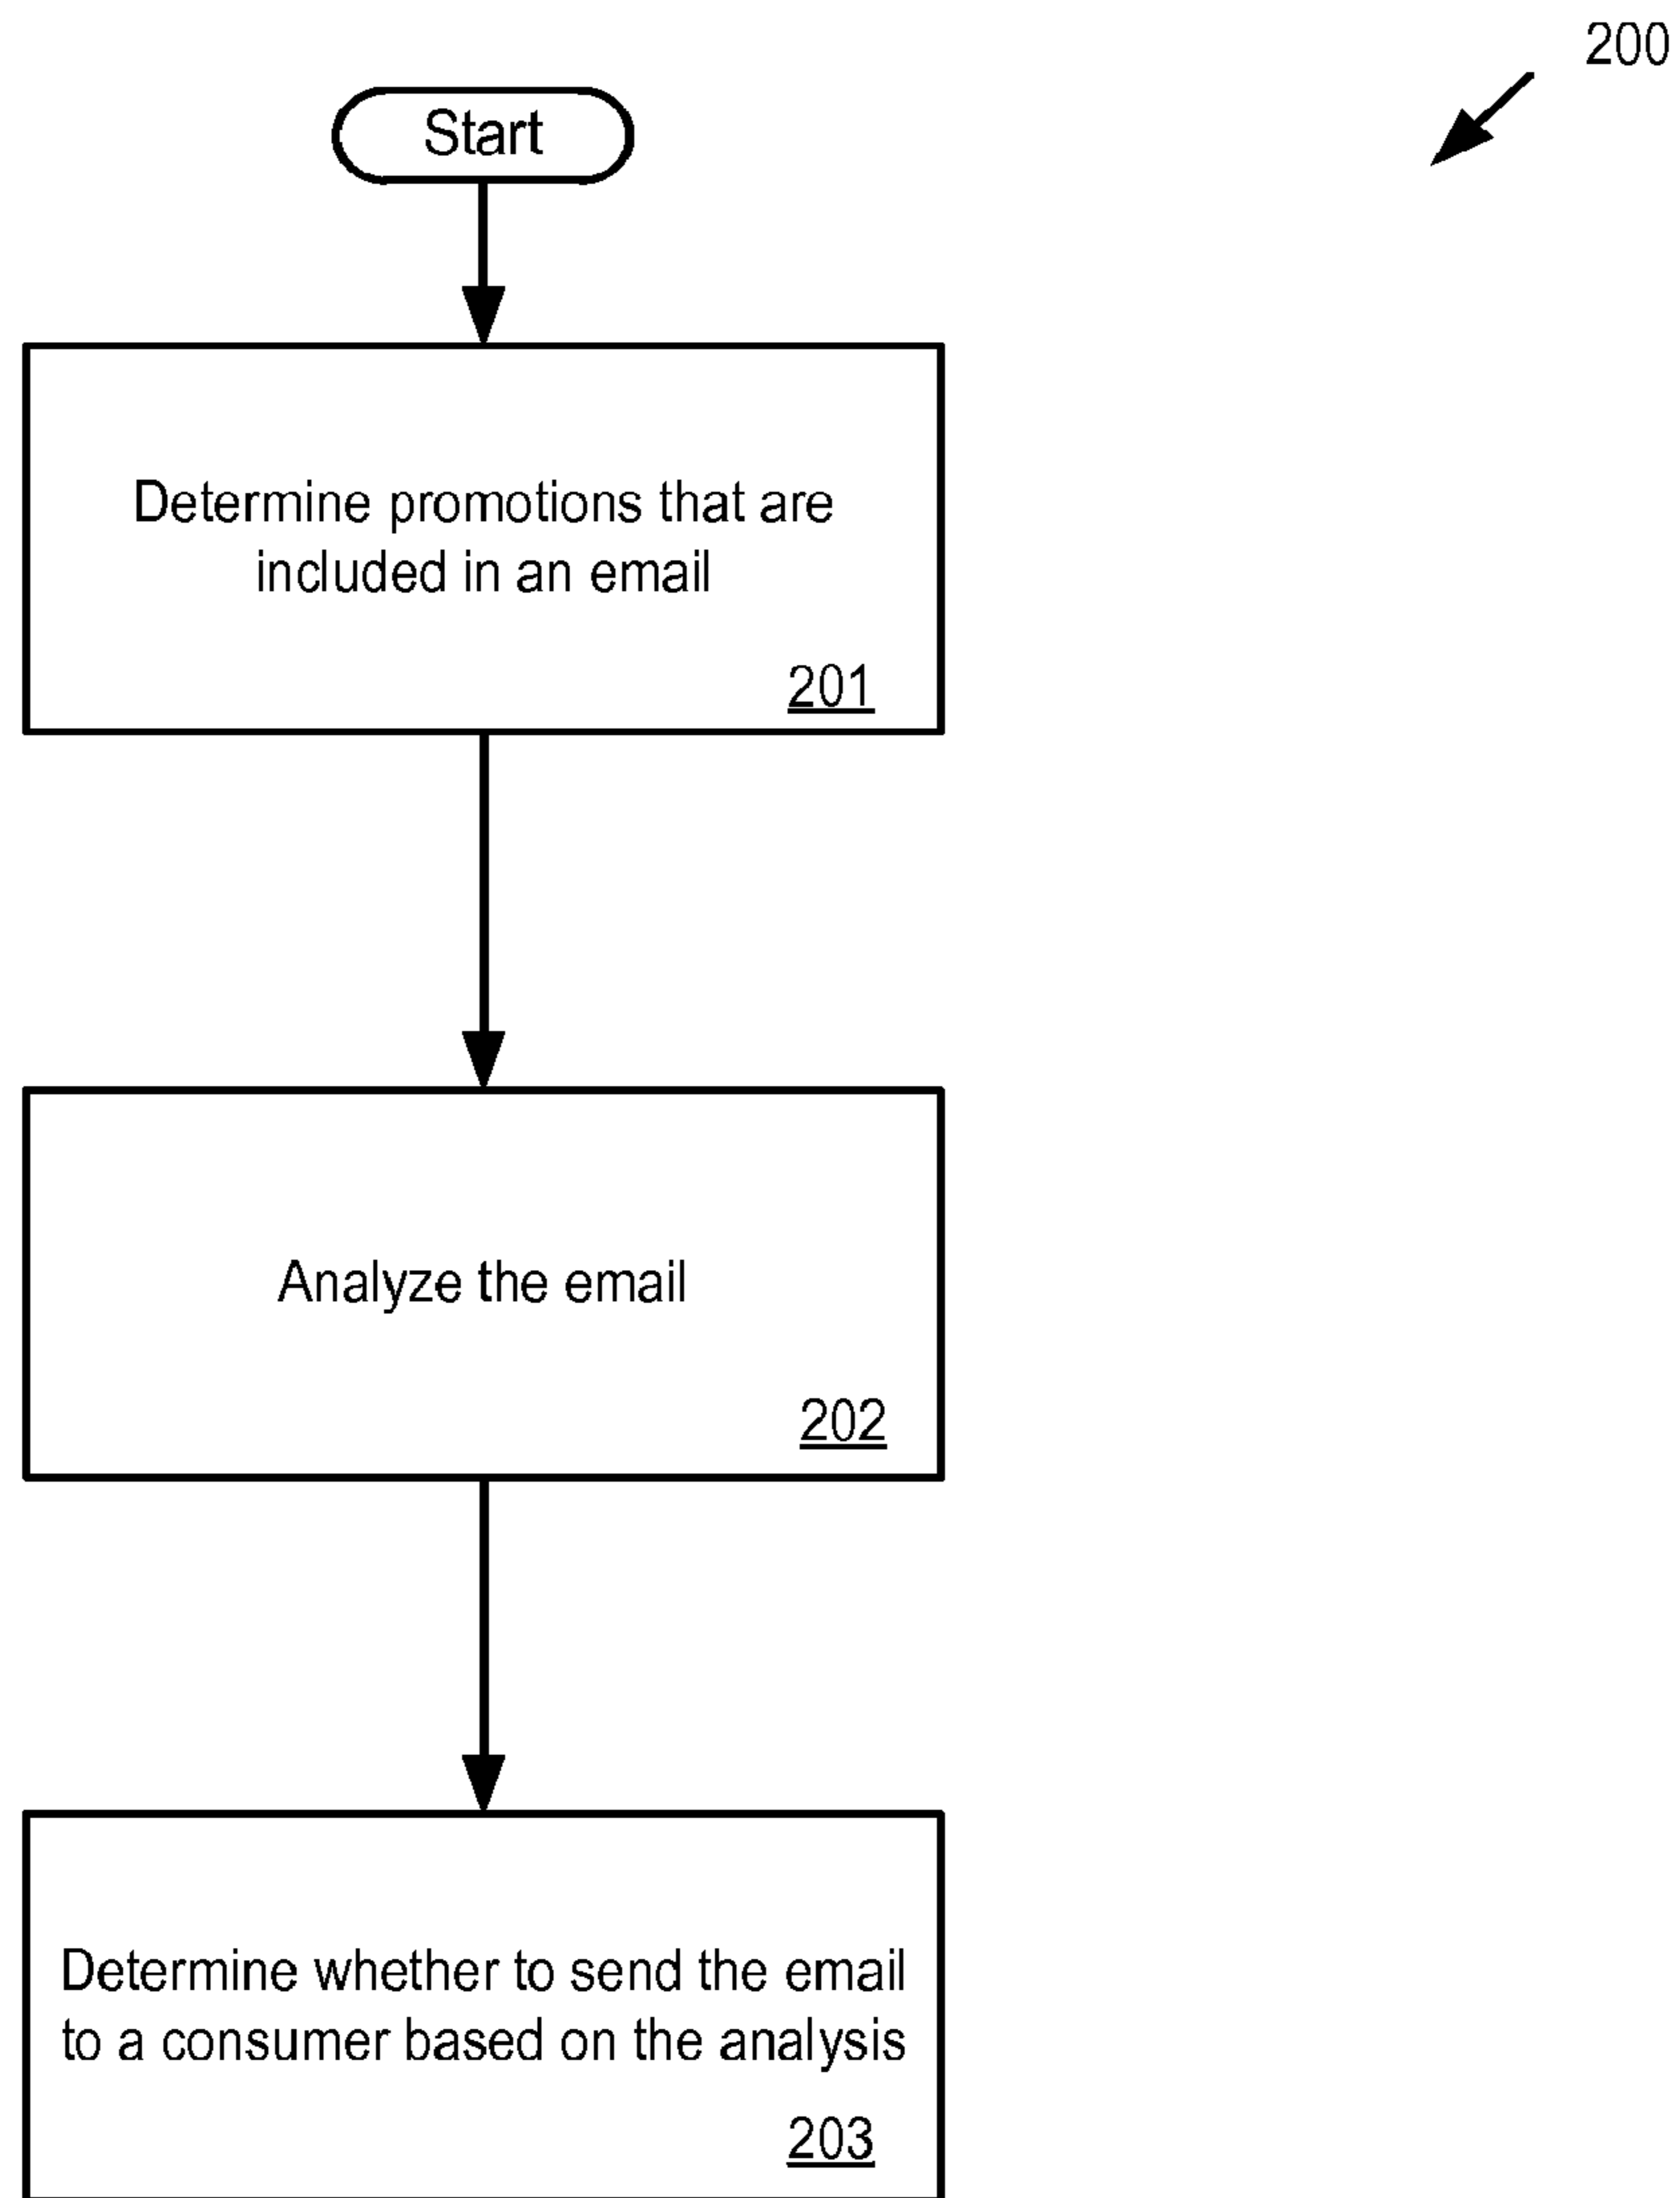 200
Start
Determine promotions that are
included in an email
201
Analyze the email
202
Determine whether to send the email
to a consumer based on the analysis
203